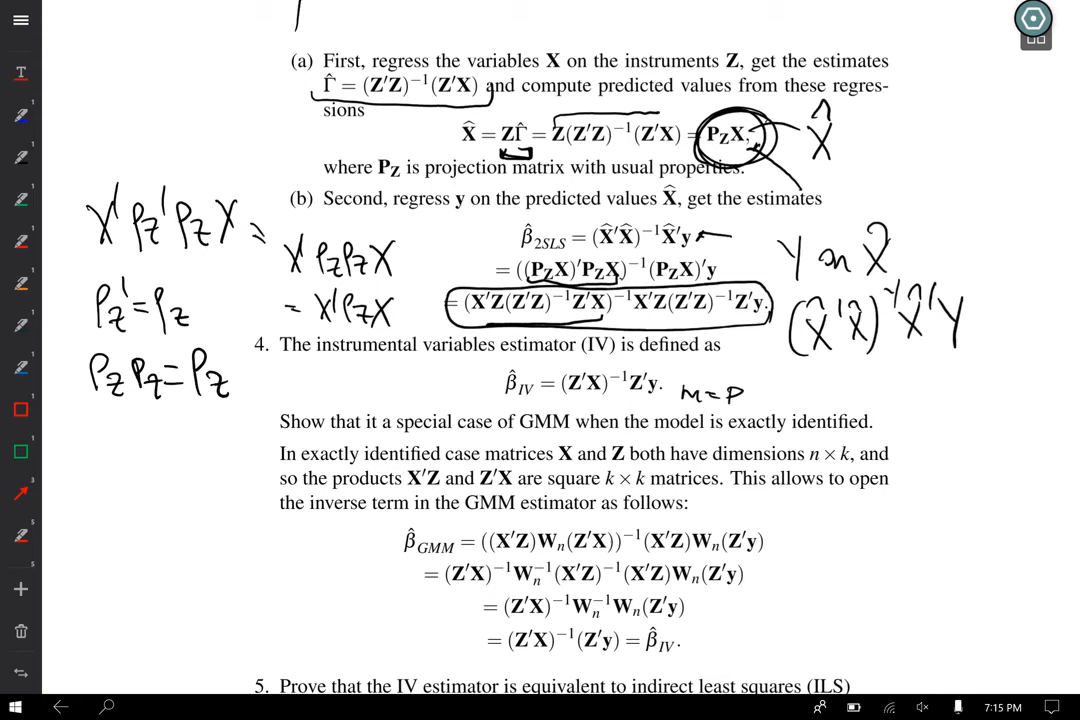 (a) First, regress the variables X on the instruments Z, get the estimates
Γ̂ = (Z′Z)⁻¹(Z′X) and compute predicted values from these regres-
sions
X̂ = ZΓ̂ = Z(Z′Z)⁻¹(Z′X) = P_Z X,
X̂
where P_Z is projection matrix with usual properties.
(b) Second, regress y on the predicted values X̂, get the estimates
X′ P_Z′ P_Z X =
β̂_2SLS = (X̂′X̂)⁻¹X̂′y
Y on X̂
X′ P_Z P_Z X
= ((P_Z X)′P_Z X)⁻¹(P_Z X)′y
P_Z′ = P_Z
= X′ P_Z X
= (X′Z(Z′Z)⁻¹Z′X)⁻¹X′Z(Z′Z)⁻¹Z′y.
(X̂′X̂)⁻¹X̂′Y
4. The instrumental variables estimator (IV) is defined as
P_Z P_Z = P_Z
β̂_IV = (Z′X)⁻¹Z′y.
m = p
Show that it a special case of GMM when the model is exactly identified.
In exactly identified case matrices X and Z both have dimensions n × k, and
so the products X′Z and Z′X are square k × k matrices. This allows to open
the inverse term in the GMM estimator as follows:
β̂_GMM = ((X′Z)W_n(Z′X))⁻¹(X′Z)W_n(Z′y)
= (Z′X)⁻¹W_n⁻¹(X′Z)⁻¹(X′Z)W_n(Z′y)
= (Z′X)⁻¹W_n⁻¹W_n(Z′y)
= (Z′X)⁻¹(Z′y) = β̂_IV.
5. Prove that the IV estimator is equivalent to indirect least squares (ILS)
7:15 PM